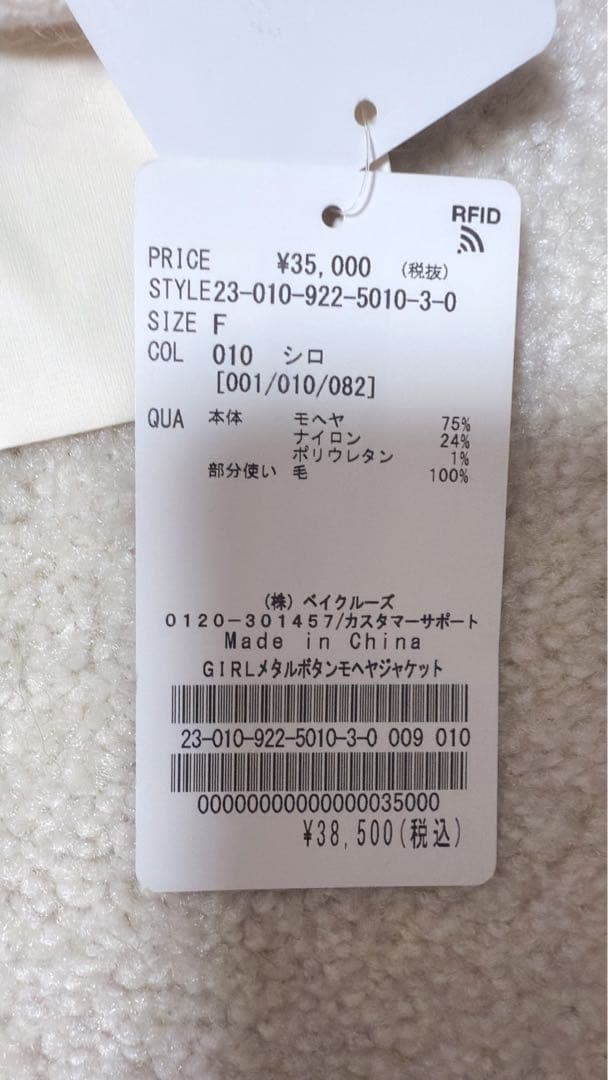 RFID
PRICE ¥35,000 (税抜)
STYLE23-010-922-5010-3-0
SIZE F
COL 010 シロ
[001/010/082]
QUA 本体 モヘヤ 75%
ナイロン 24%
ポリウレタン 1%
部分使い 毛 100%
(株) ベイクルーズ
0120-301457/カスタマーサポート
Made in China
GIRLメタルボタンモヘヤジャケット
23-010-922-5010-3-0 009 010
00000000000000035000
¥38,500(税込)